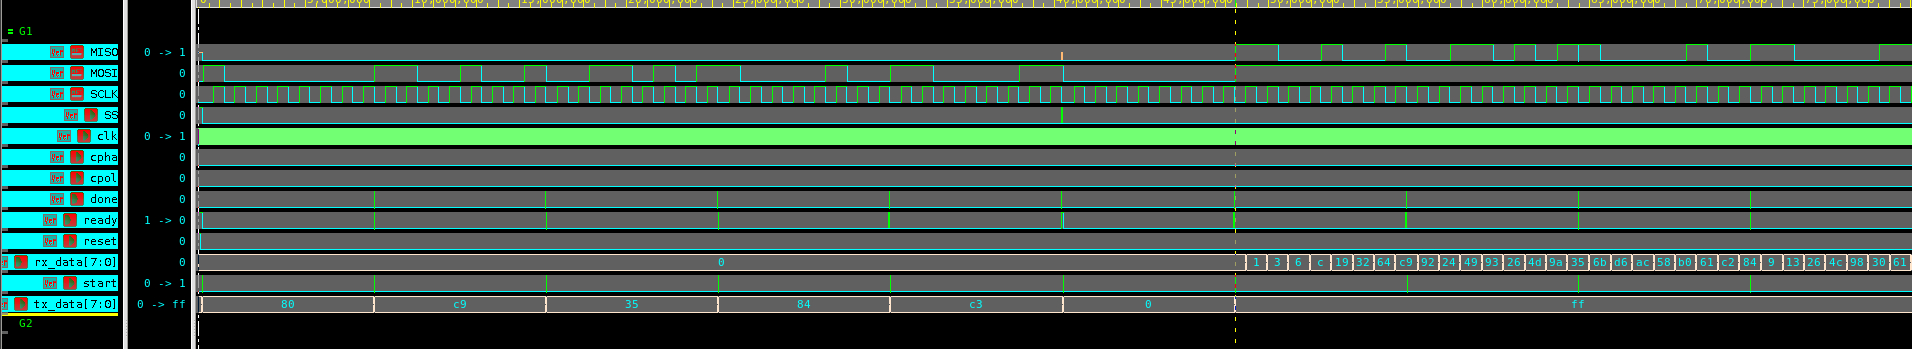 G1
MISO 0 -> 1
MOSI 0
SCLK 0
SS 0
clk 0 -> 1
cpha 0
cpol 0
done 0
ready 1 -> 0
reset 0
rx_data[7:0] 0 0 1 3 6 c 19 32 64 c9 92 24 49 93 26 4d 9a 35 6b d6 ac 58 b0 61 c2 84 9 13 26 4c 98 30 61
start 0 -> 1
tx_data[7:0] 0 -> ff 80 c9 35 84 c3 0 ff
G2